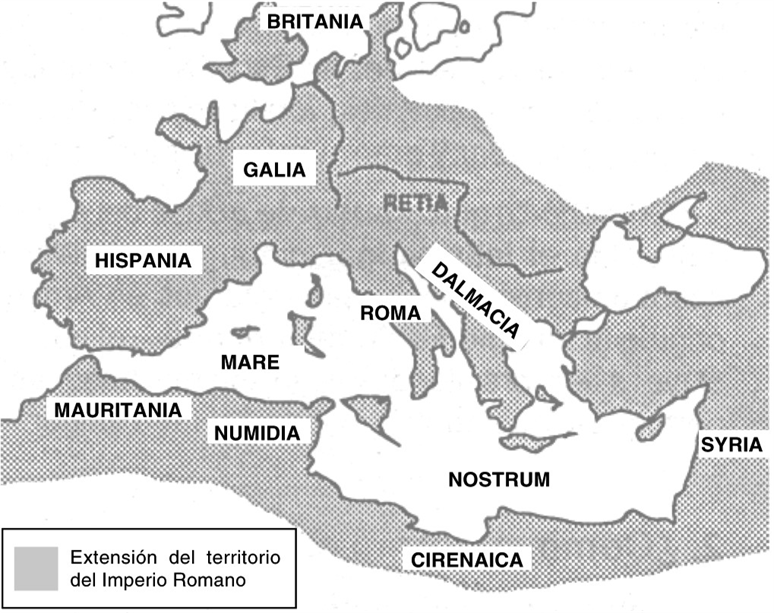 BRITANIA
GALIA
RETIA
HISPANIA
DALMACIA
ROMA
MARE
MAURITANIA
NUMIDIA
SYRIA
NOSTRUM
CIRENAICA
Extensión del territorio
del Imperio Romano